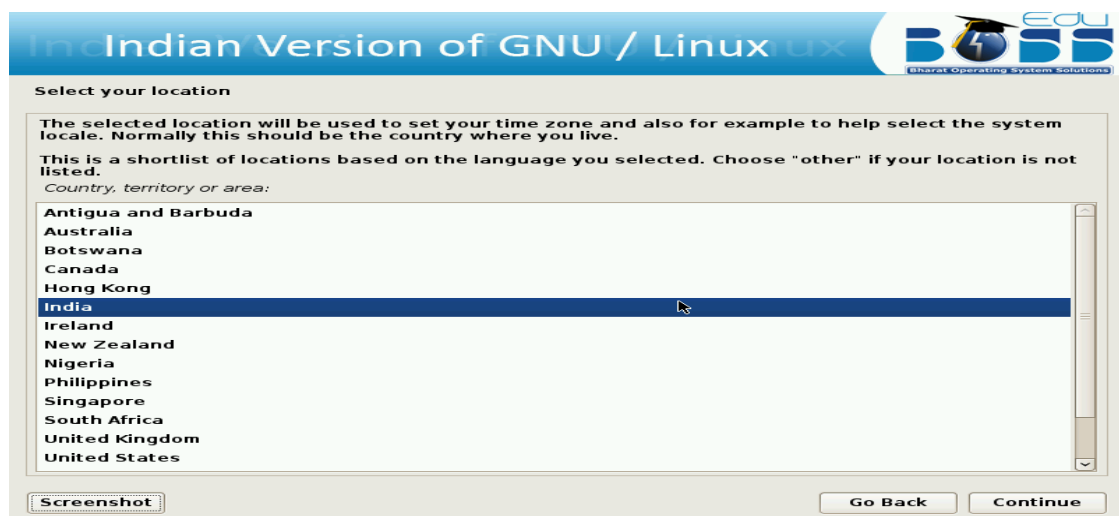 Indian Version of GNU / Linux
Edu
BOSS
Bharat Operating System Solutions
Select your location
The selected location will be used to set your time zone and also for example to help select the system
locale. Normally this should be the country where you live.
This is a shortlist of locations based on the language you selected. Choose "other" if your location is not
listed.
Country, territory or area:
Antigua and Barbuda
Australia
Botswana
Canada
Hong Kong
India
Ireland
New Zealand
Nigeria
Philippines
Singapore
South Africa
United Kingdom
United States
Screenshot
Go Back
Continue